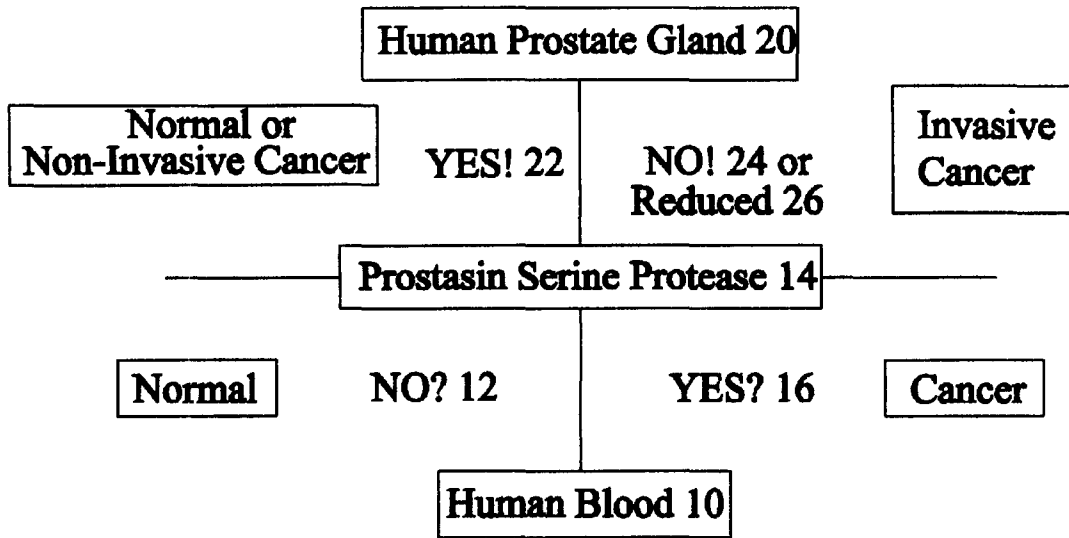 Human Prostate Gland 20
Normal or
Non-Invasive Cancer
YES! 22
NO! 24 or
Reduced 26
Invasive
Cancer
Prostasin Serine Protease 14
Normal
NO? 12
YES? 16
Cancer
Human Blood 10